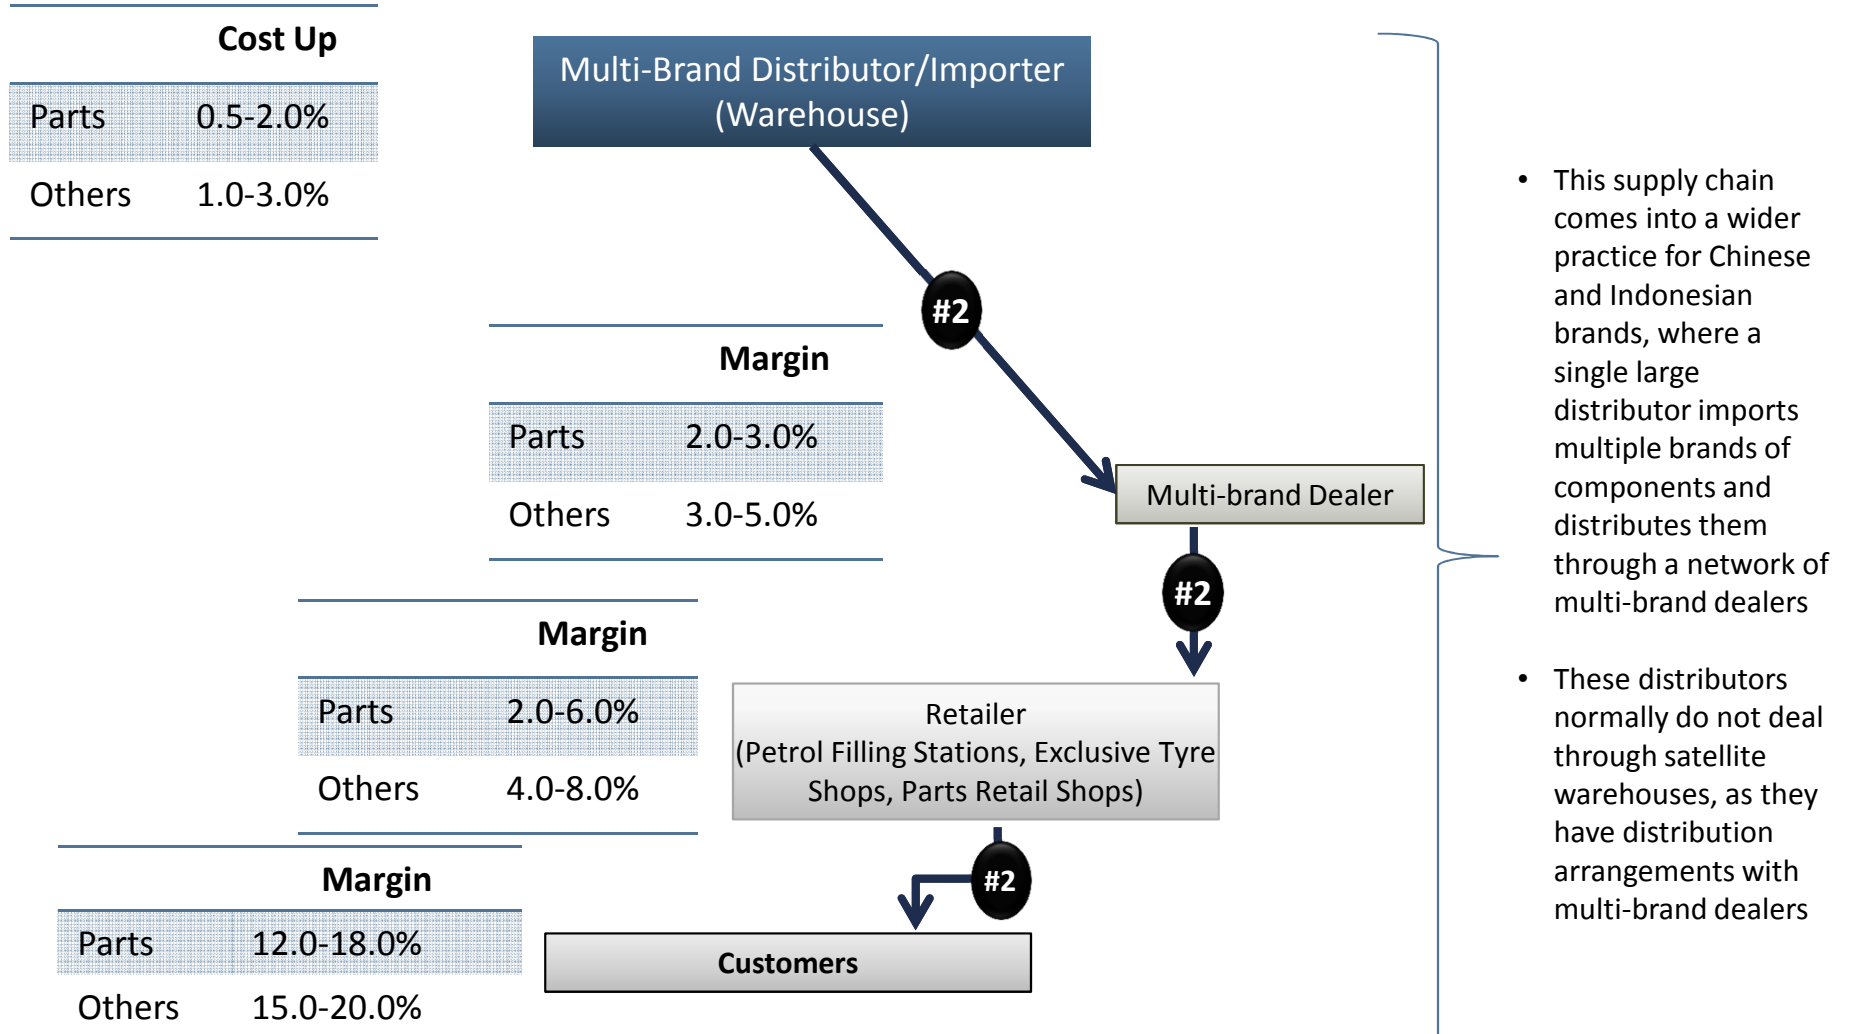 Cost Up
Parts 0.5-2.0%
Others 1.0-3.0%
Multi-Brand Distributor/Importer
(Warehouse)
#2
Margin
Parts 2.0-3.0%
Others 3.0-5.0%
Multi-brand Dealer
#2
Margin
Parts 2.0-6.0%
Others 4.0-8.0%
Retailer
(Petrol Filling Stations, Exclusive Tyre
Shops, Parts Retail Shops)
#2
Margin
Parts 12.0-18.0%
Others 15.0-20.0%
Customers
• This supply chain
comes into a wider
practice for Chinese
and Indonesian
brands, where a
single large
distributor imports
multiple brands of
components and
distributes them
through a network of
multi-brand dealers
• These distributors
normally do not deal
through satellite
warehouses, as they
have distribution
arrangements with
multi-brand dealers